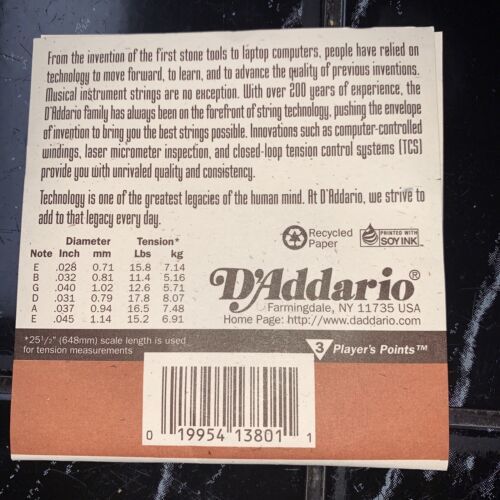 From the invention of the first stone tools to laptop computers, people have relied on
technology to move forward, to learn, and to advance the quality of previous inventions.
Musical instrument strings are no exception. With over 200 years of experience, the
D'Addario family has always been on the forefront of string technology, pushing the envelope
of invention to bring you the best strings possible. Innovations such as computer-controlled
windings, laser micrometer inspection, and closed-loop tension control systems (TCS)
provide you with unrivaled quality and consistency.
Technology is one of the greatest legacies of the human mind. At D'Addario, we strive to
add to that legacy every day.
Recycled
Paper
PRINTED WITH
SOY INK™
Diameter Tension*
Note Inch mm Lbs kg
E .028 0.71 15.8 7.14
B .032 0.81 11.4 5.16
G .040 1.02 12.6 5.71
D .031 0.79 17.8 8.07
A .037 0.94 16.5 7.48
E .045 1.14 15.2 6.91
D'Addario®
Farmingdale, NY 11735 USA
Home Page: http://www.daddario.com
*25 1/2" (648mm) scale length is used
for tension measurements
3 Player's Points™
0 19954 13801 1